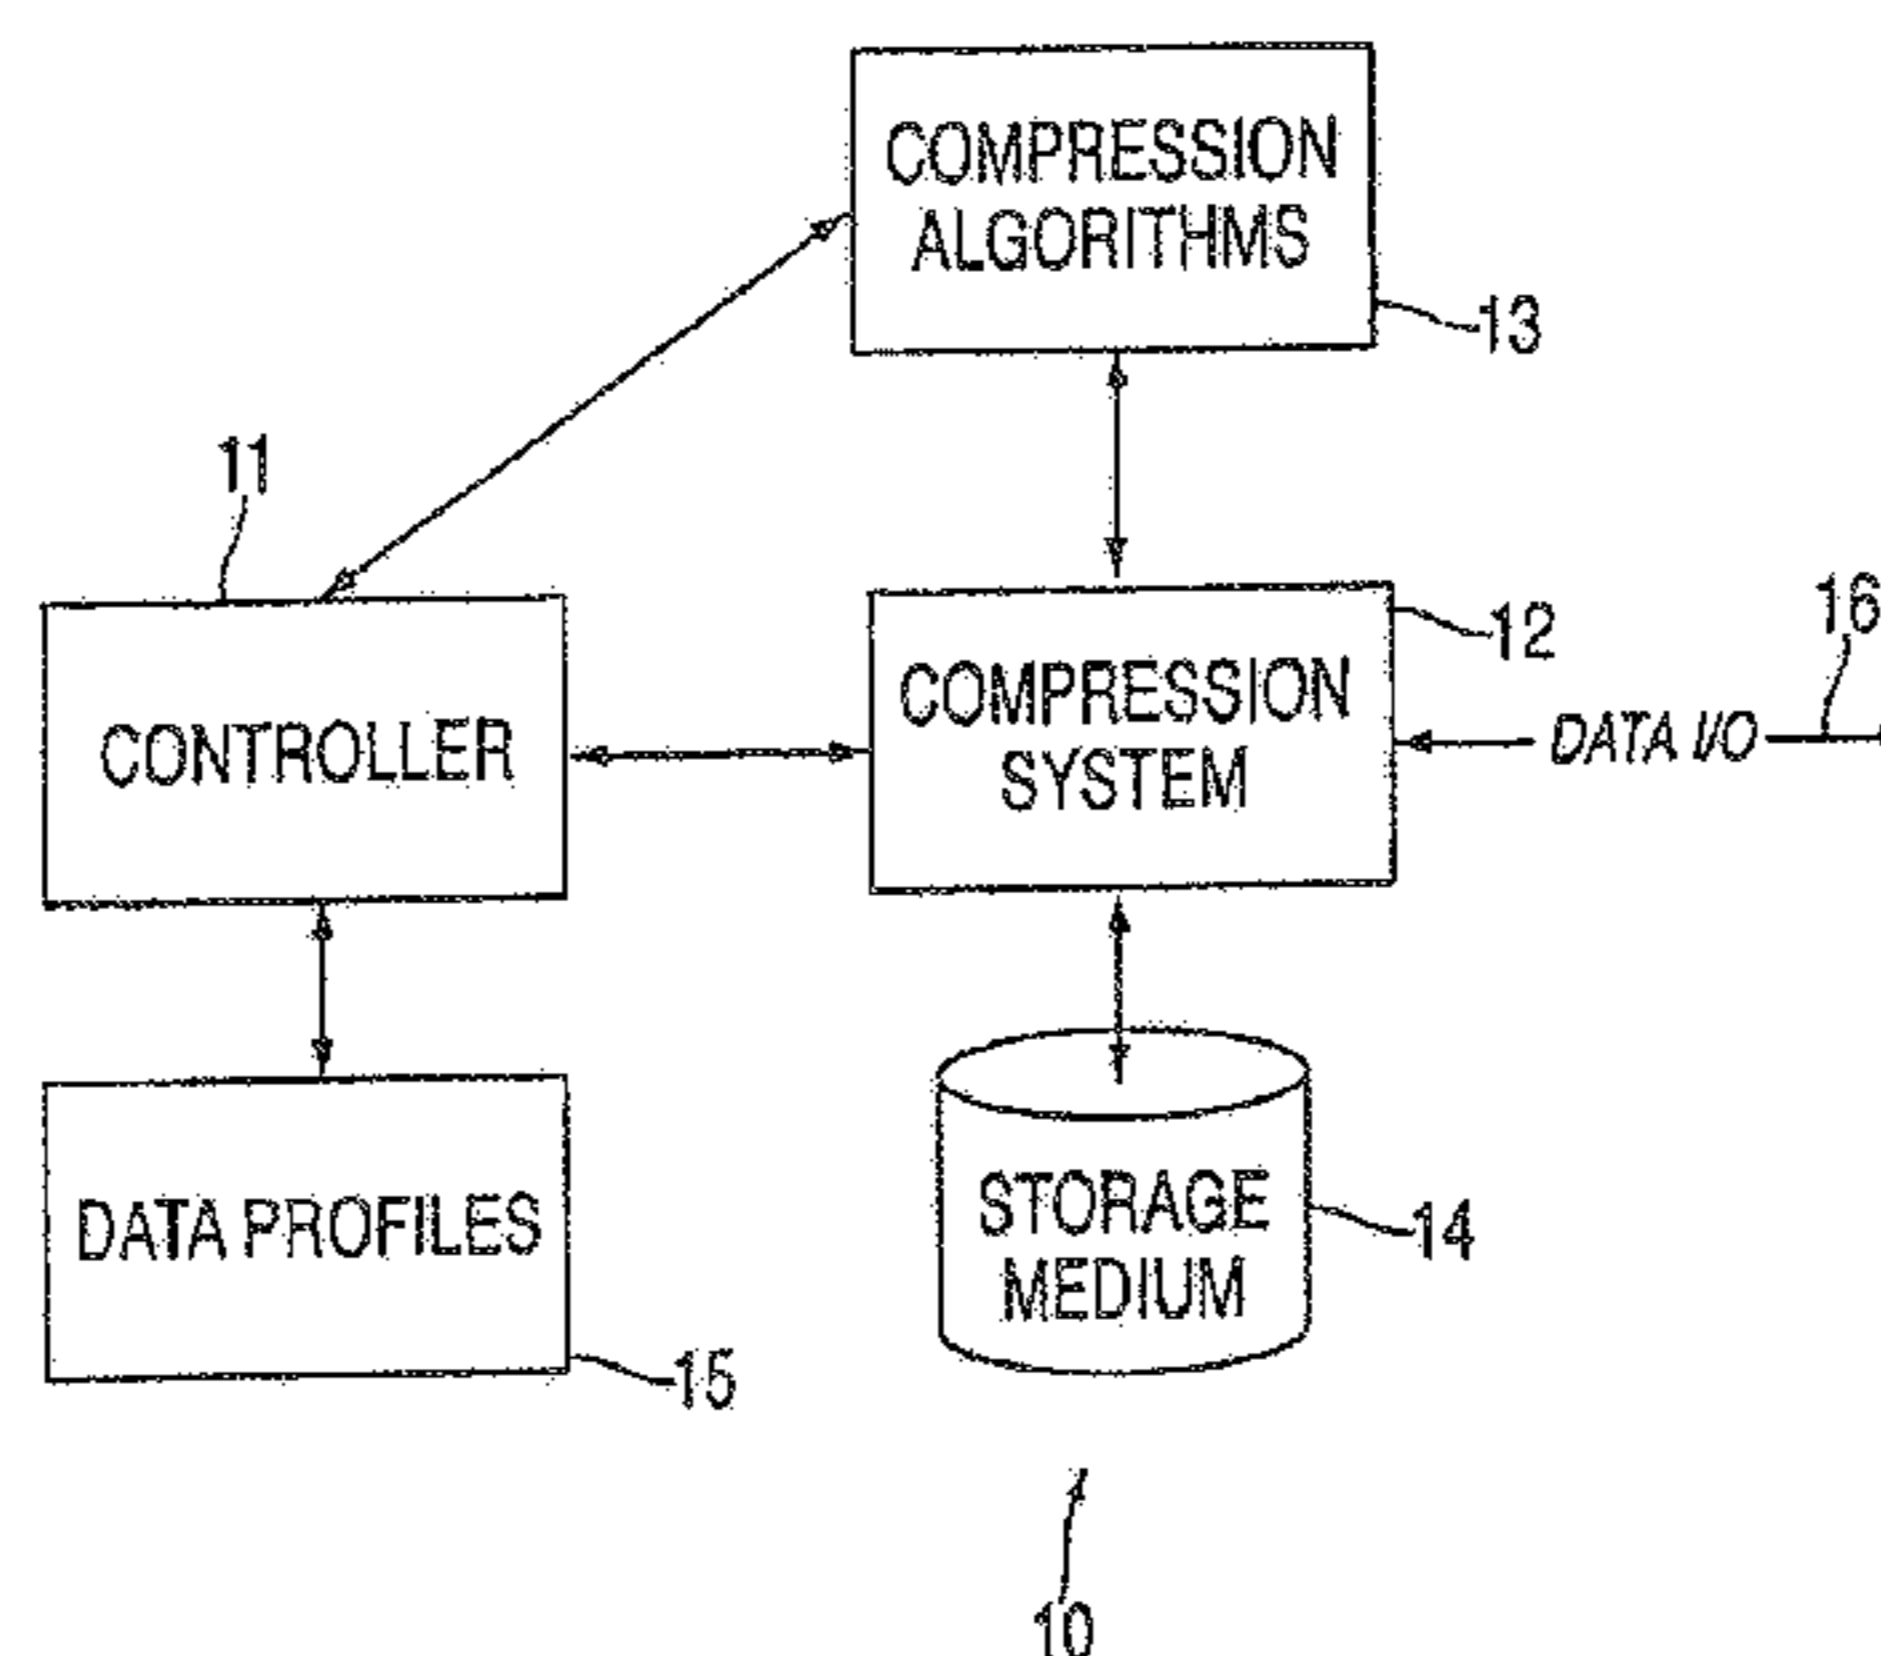 COMPRESSION
ALGORITHMS
13
11
CONTROLLER
COMPRESSION
SYSTEM
12
16
DATA I/O
DATA PROFILES
15
STORAGE
MEDIUM
14
10